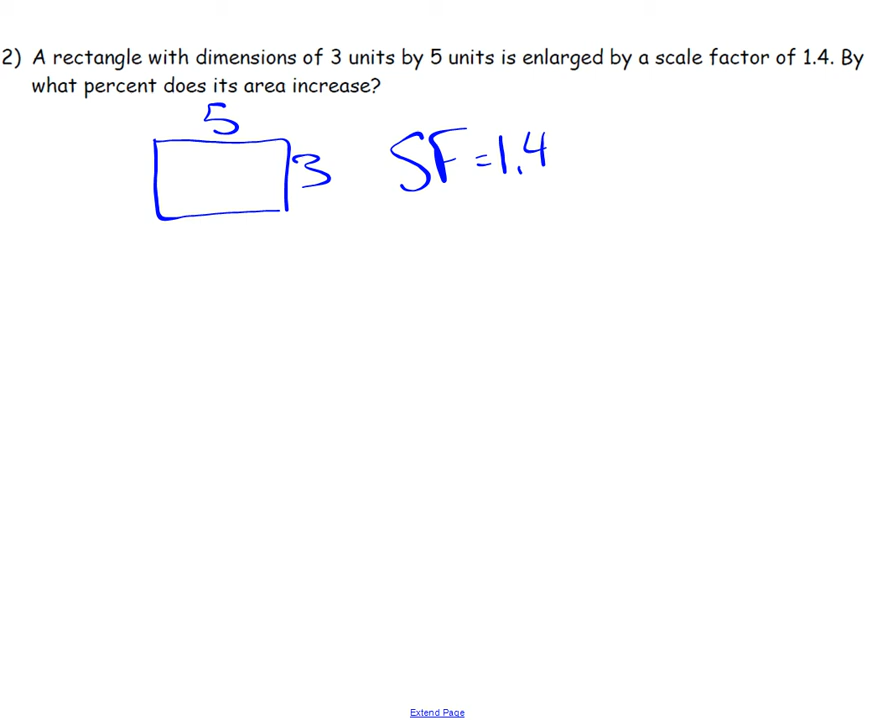 2) A rectangle with dimensions of 3 units by 5 units is enlarged by a scale factor of 1.4. By
what percent does its area increase?
5
3 SF = 1.4
Extend Page